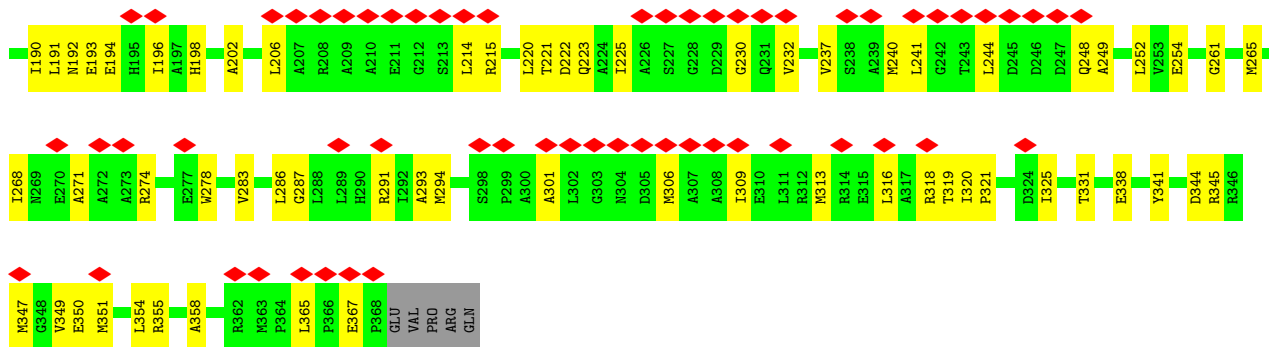 I190 L191 N192 E193 E194 H195 I196 A197 H198 A202 L206 A207 R208 A209 A210 E211 G212 S213 L214 R215 L220 T221 D222 Q223 A224 I225 A226 S227 G228 D229 G230 Q231 V232 V237 S238 A239 M240 L241 G242 T243 L244 D245 D246 D247 Q248 A249 L252 V253 E254 G261 M265
I268 N269 E270 A271 A272 A273 R274 E277 W278 V283 L286 G287 L288 L289 H290 R291 I292 A293 M294 S298 P299 A300 A301 L302 G303 N304 D305 M306 A307 A308 I309 E310 L311 R312 M313 R314 E315 L316 A317 R318 T319 I320 P321 D324 I325 T331 E338 Y341 D344 R345 R346
M347 G348 V349 E350 M351 L354 R355 A358 R362 M363 P364 L365 P366 E367 P368 GLU VAL PRO ARG GLN